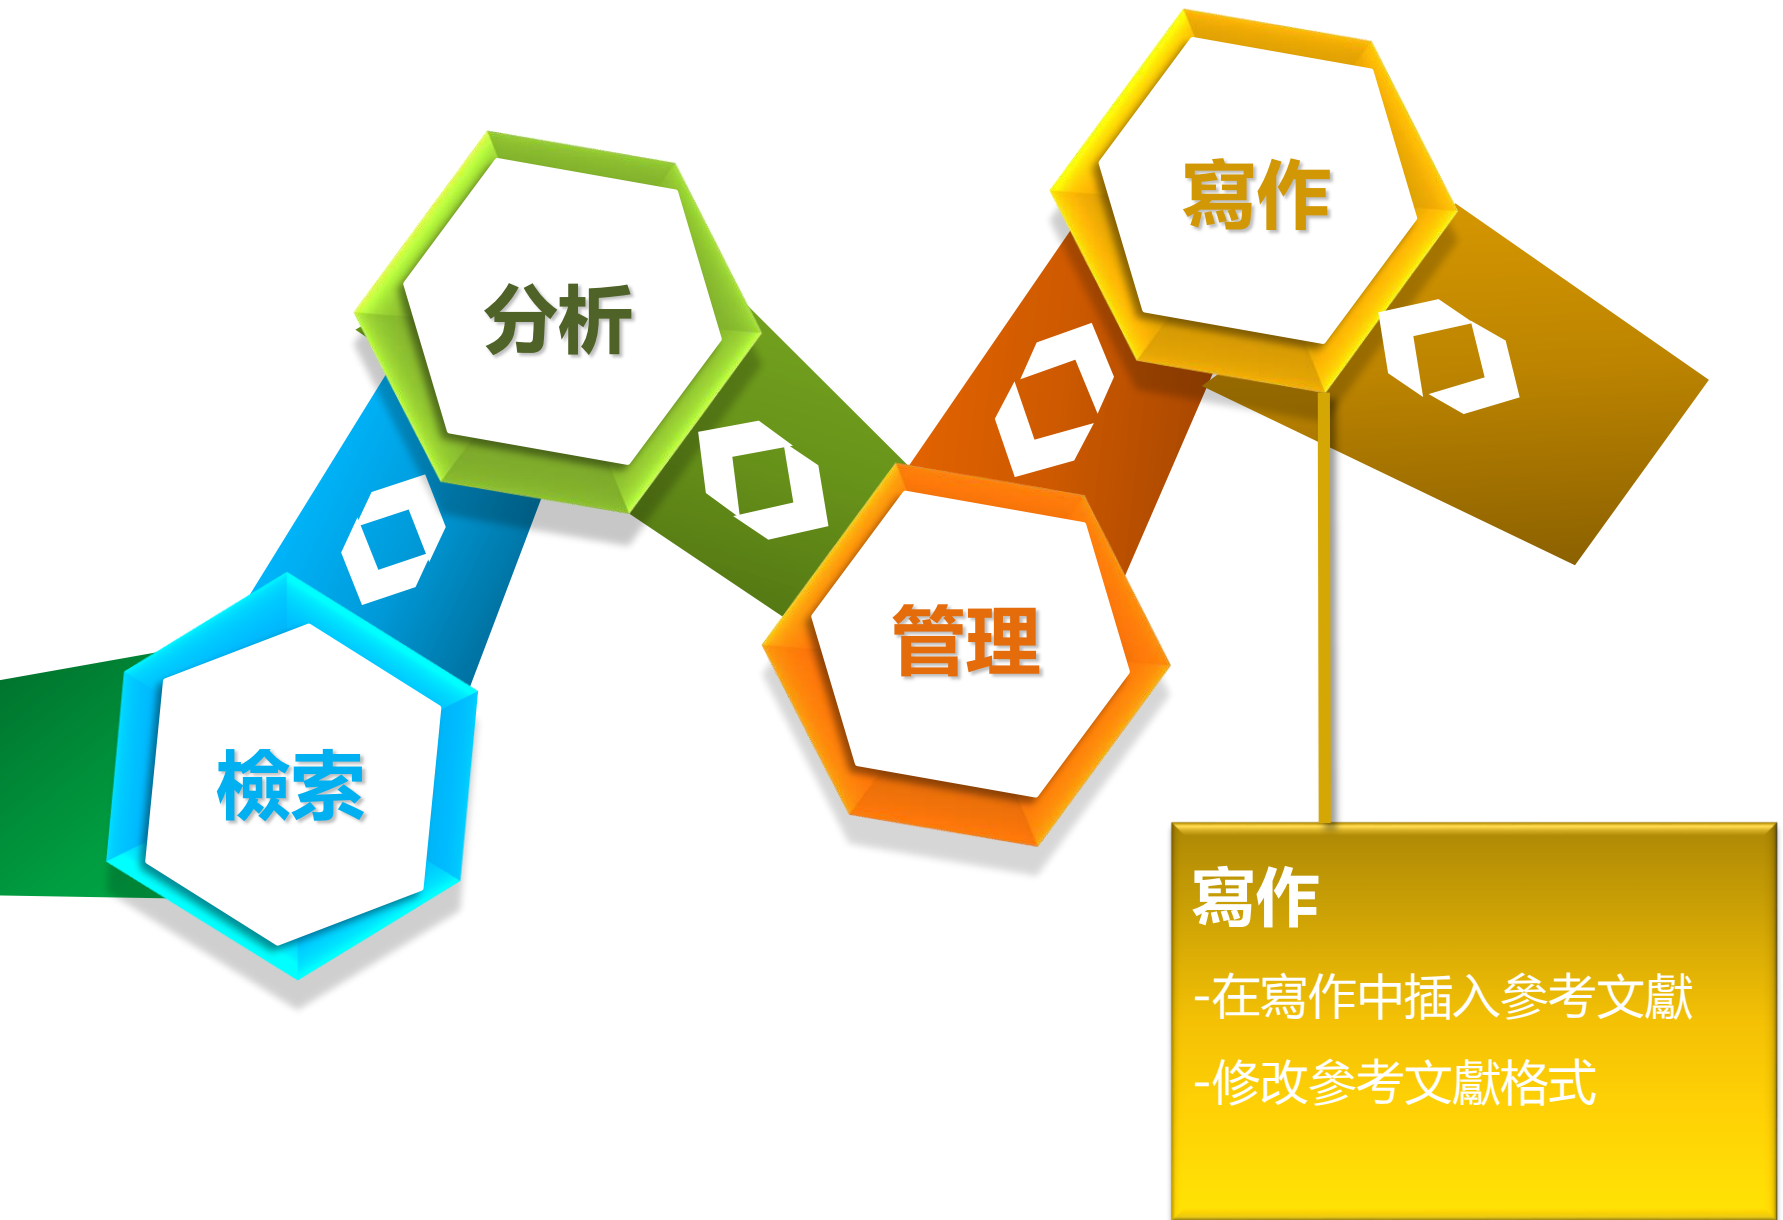 檢索
分析
管理
寫作
寫作
-在寫作中插入參考文獻
-修改參考文獻格式